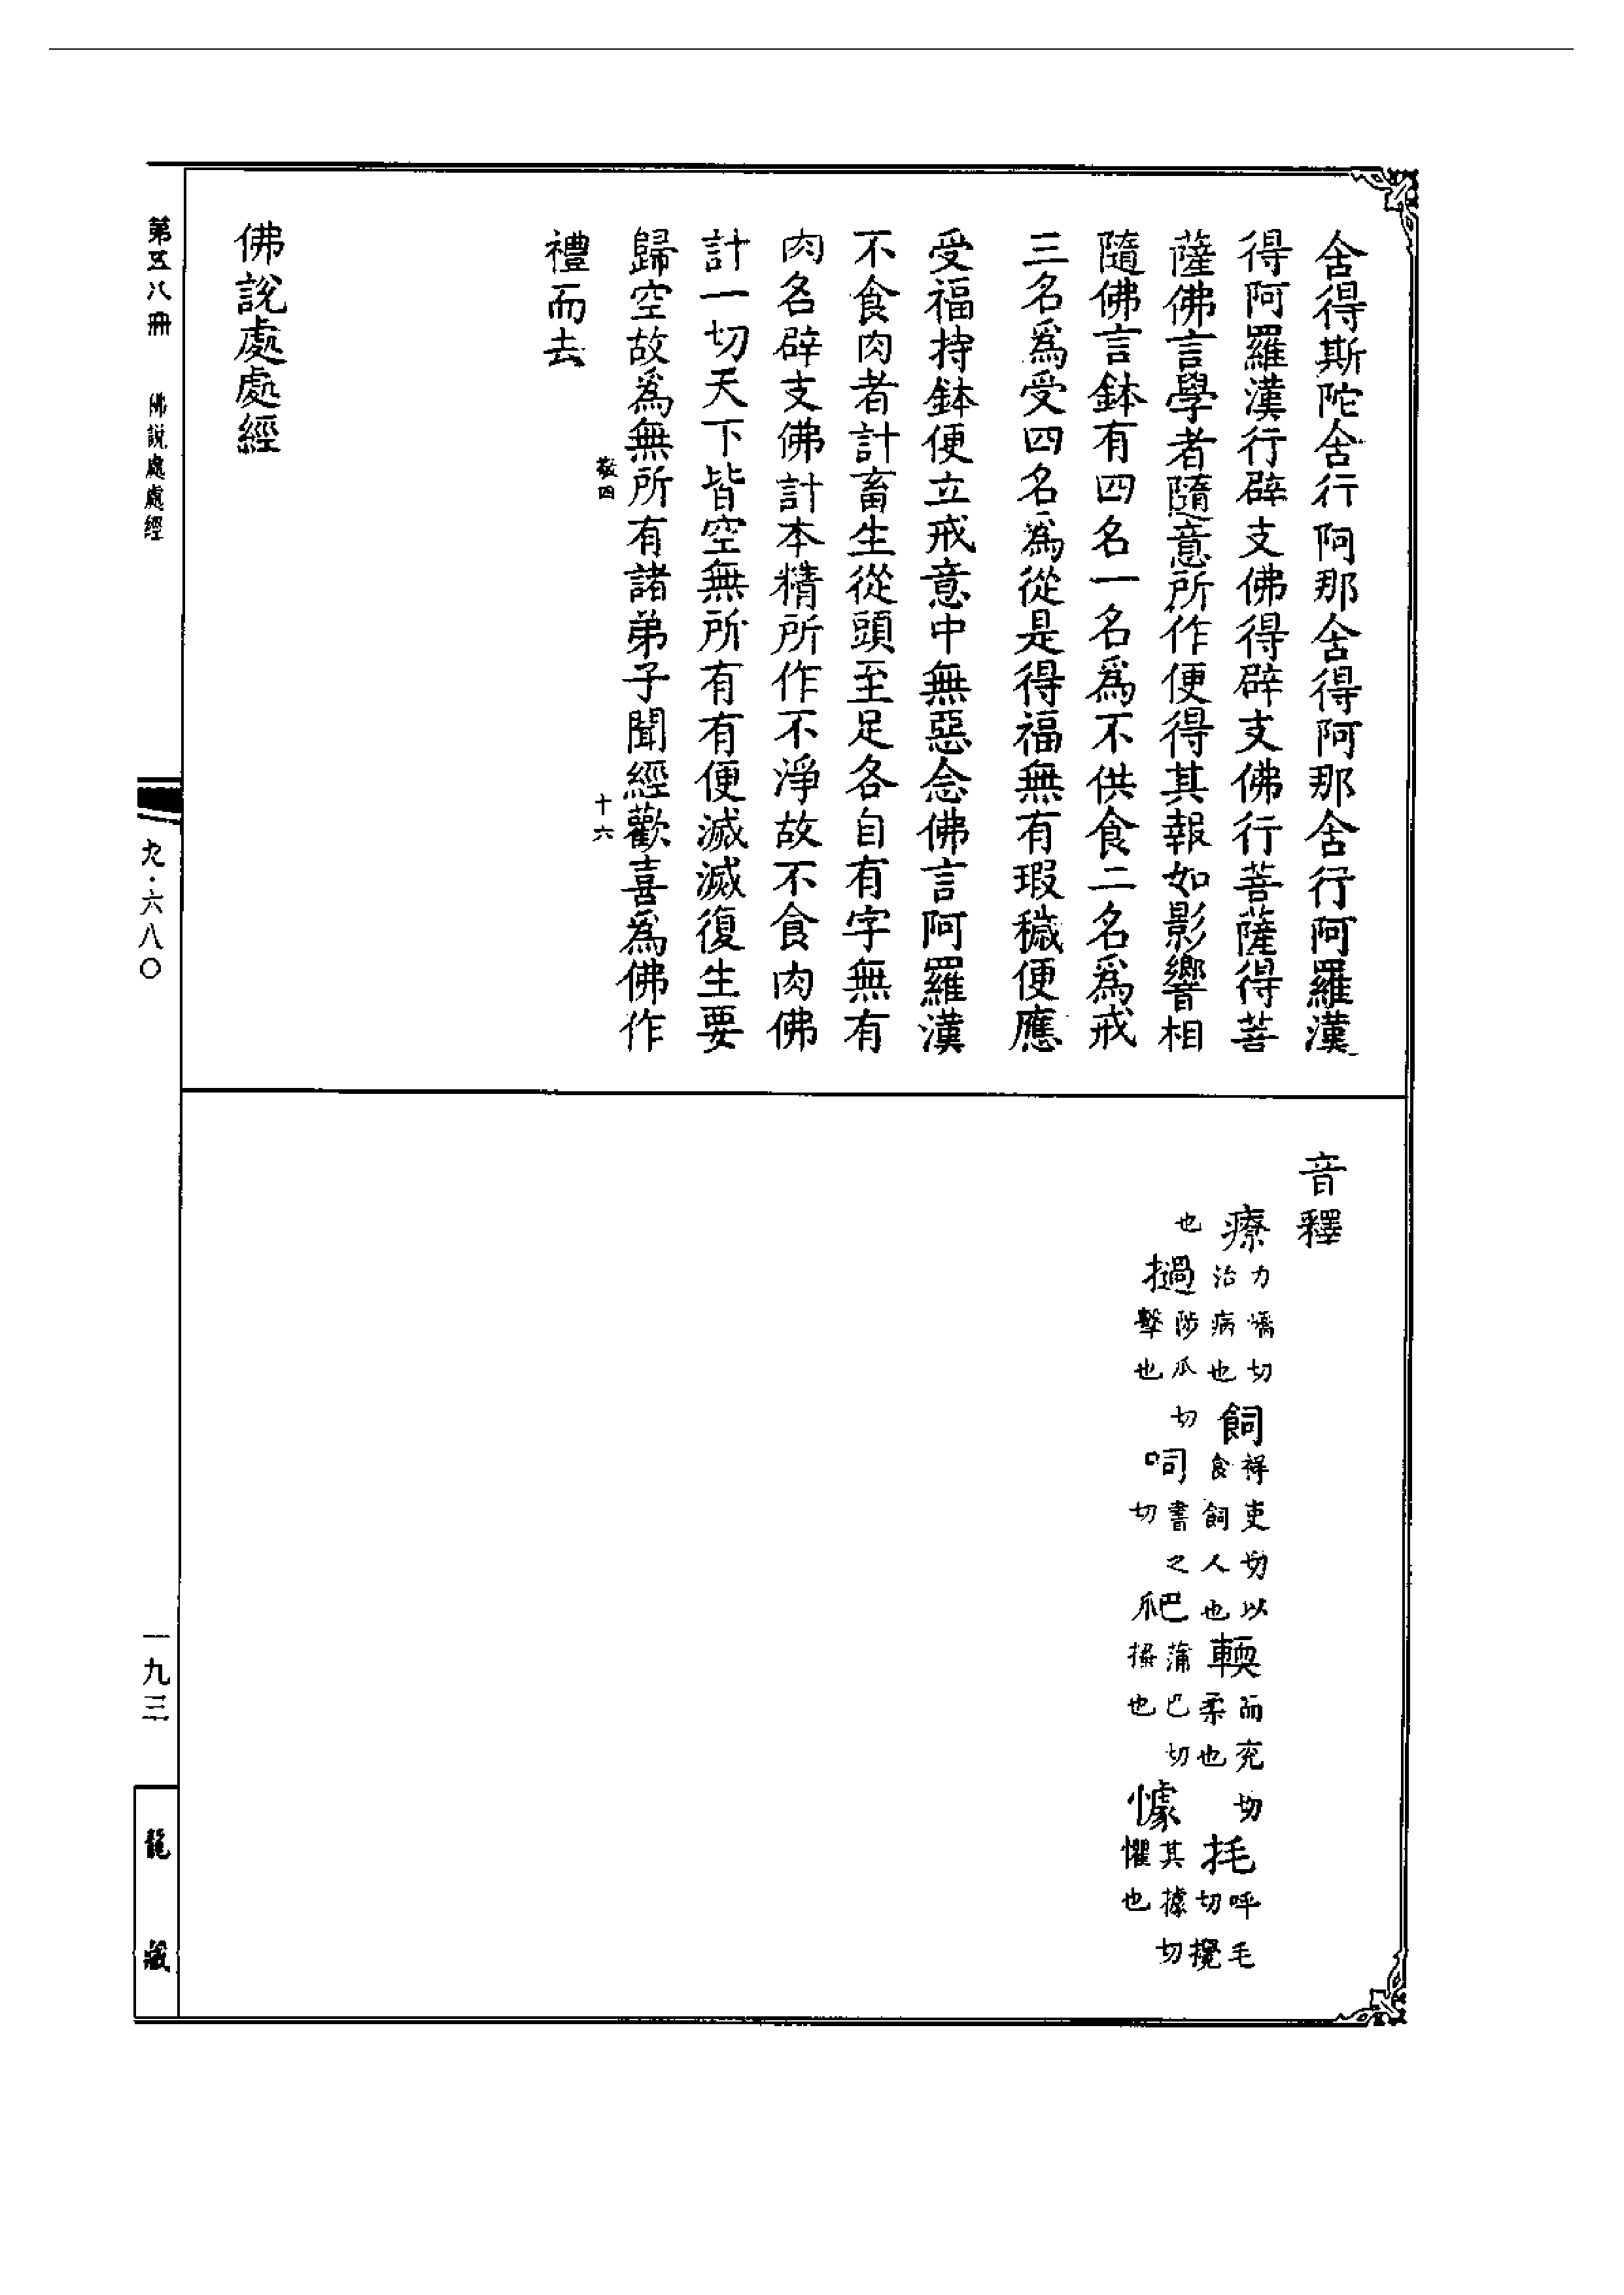 舍得斯陀舍行阿那舍得阿那舍行阿羅漢
得阿羅漢行辟支佛得辟支佛行菩薩得菩
薩佛言學者隨意所作便得其報如影響相
隨佛言鉢有四名一名爲不供食二名爲戒
三名爲受四名爲從是得福無有瑕穢便應
受福持鉢便立戒意中無惡念佛言阿羅漢
不食肉者計畜生從頭至足各自有字無有
肉名辟支佛計本精所作不淨故不食肉佛
計一切天下皆空無所有有便滅滅復生要
歸空故爲無所有諸弟子聞經歡喜爲佛作
敬四 十六
禮而去
佛說處處經
音釋
療力嬌切治病也飼祥吏切以食飼人也輭而兖切柔也㧌呼毛切攪
也撾陟瓜切擊也呞書之切爬蒲巴切搔也懅其據切懼也
第五八冊 佛說處處經 九·六八〇 一九三 龍藏